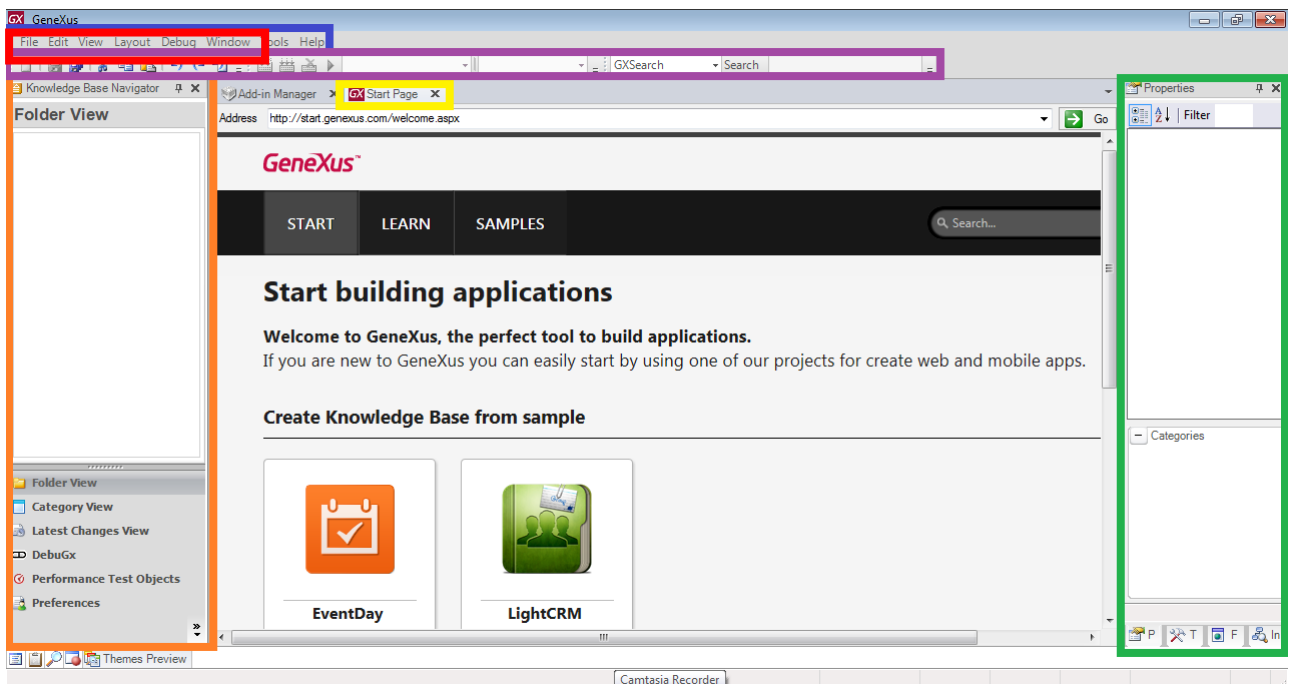 GX GeneXus
File Edit View Layout Debug Window Tools Help
GXSearch Search
Knowledge Base Navigator
Add-in Manager GX Start Page
Properties
Folder View
Address http://start.genexus.com/welcome.aspx Go
Filter
GeneXus™
START LEARN SAMPLES
Search...
Start building applications
Welcome to GeneXus, the perfect tool to build applications.
If you are new to GeneXus you can easily start by using one of our projects for create web and mobile apps.
Create Knowledge Base from sample
Categories
Folder View
Category View
Latest Changes View
DebuGx
Performance Test Objects
Preferences
EventDay LightCRM
P T F In
Themes Preview
Camtasia Recorder